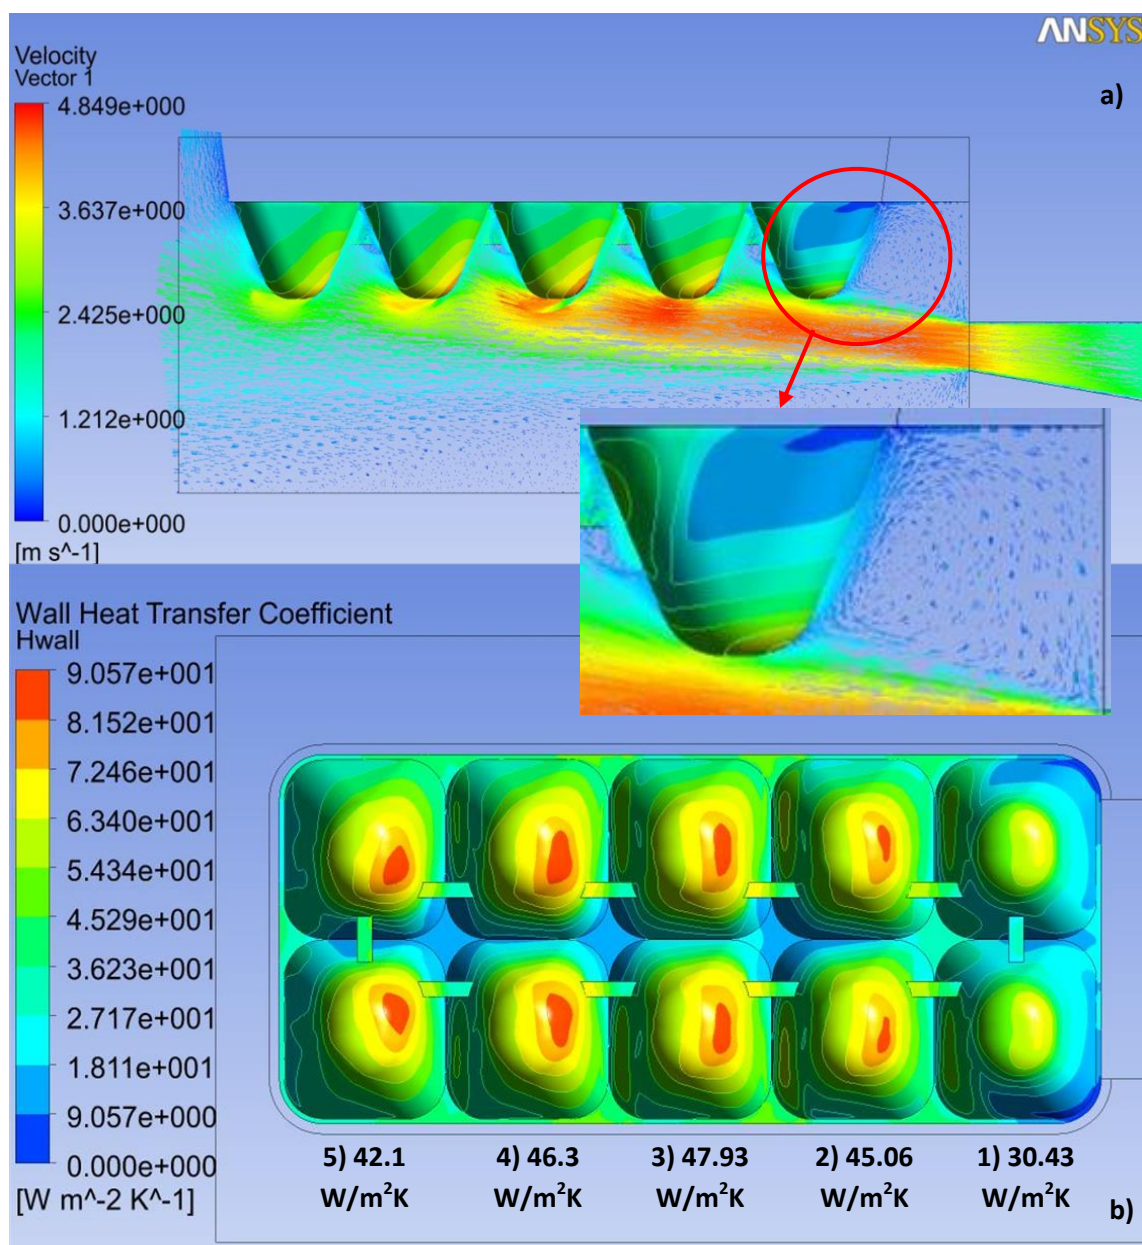 ANSYS
Velocity
Vector 1
a)
4.849e+000
3.637e+000
2.425e+000
1.212e+000
0.000e+000
[m s^-1]
Wall Heat Transfer Coefficient
Hwall
9.057e+001
8.152e+001
7.246e+001
6.340e+001
5.434e+001
4.529e+001
3.623e+001
2.717e+001
1.811e+001
9.057e+000
0.000e+000
[W m^-2 K^-1]
5) 42.1 4) 46.3 3) 47.93 2) 45.06 1) 30.43
W/m²K W/m²K W/m²K W/m²K W/m²K
b)